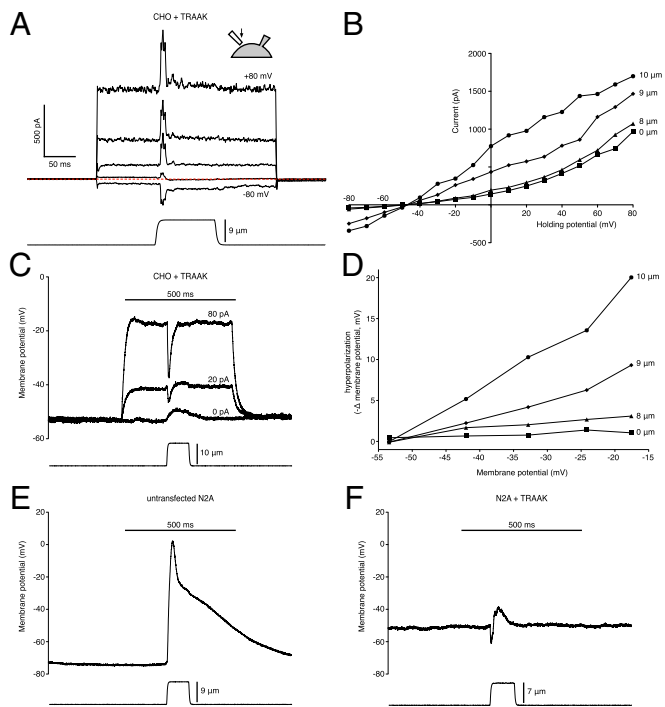 A
CHO + TRAAK
+80 mV
500 pA
50 ms
-80 mV
9 µm
B
2000
1500
1000
-500
Current (pA)
-80
-60
-40
-20
0
20
40
60
80
Holding potential (mV)
10 µm
9 µm
8 µm
0 µm
C
CHO + TRAAK
500 ms
0
-20
-40
-60
Membrane potential (mV)
80 pA
20 pA
0 pA
10 µm
D
20
15
10
5
0
hyperpolarization
(-Δ membrane potential, mV)
-55
-50
-45
-40
-35
-30
-25
-20
-15
Membrane potential (mV)
10 µm
9 µm
8 µm
0 µm
E
untransfected N2A
500 ms
20
0
-20
-40
-60
-80
Membrane potential (mV)
9 µm
F
N2A + TRAAK
500 ms
20
0
-20
-40
-60
-80
Membrane potential (mV)
7 µm